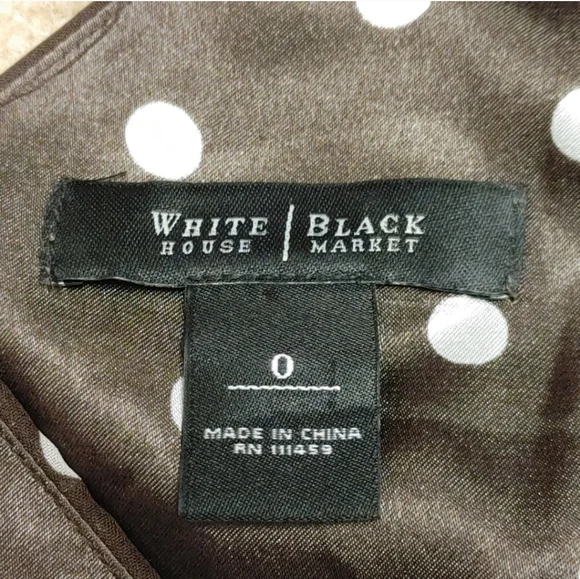 WHITE | BLACK
HOUSE MARKET
0
MADE IN CHINA
RN 111459